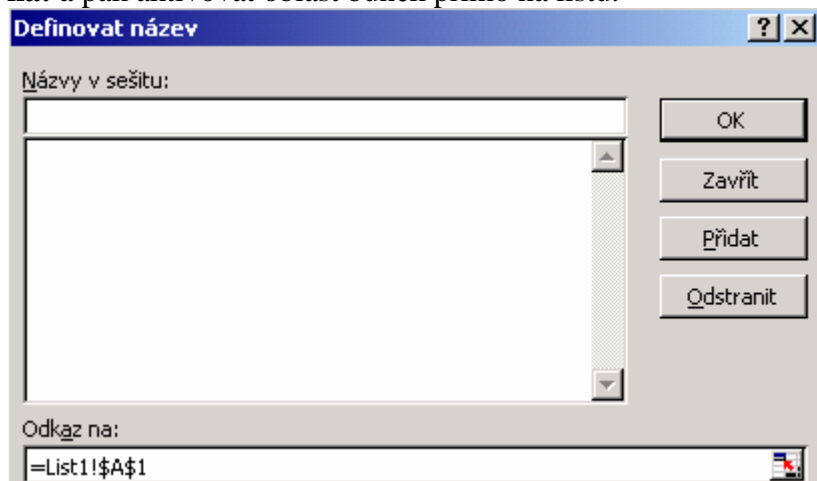 Definovat název
Názvy v sešitu:
OK
Zavřít
Přidat
Odstranit
Odkaz na:
=List1!$A$1